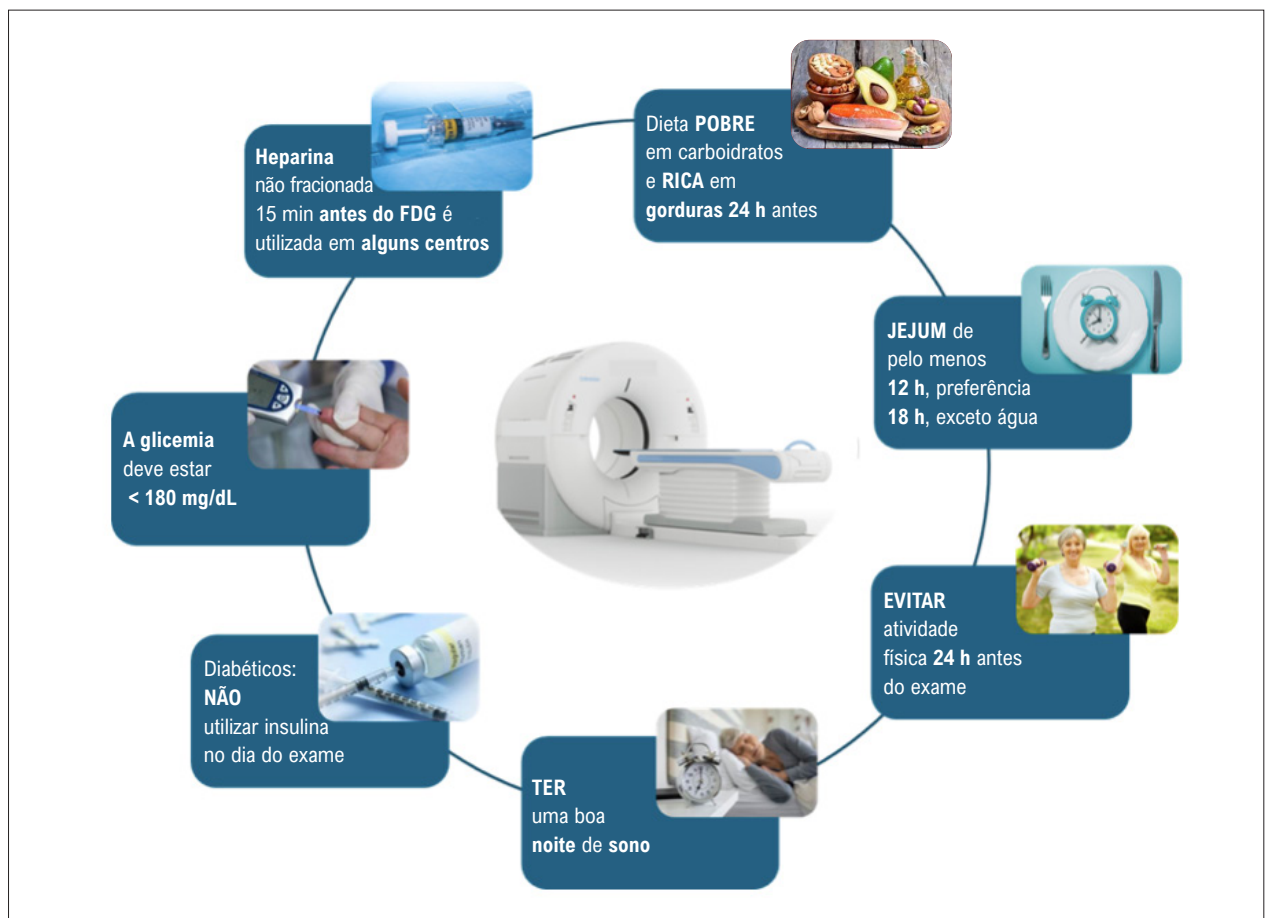 Dieta POBRE
em carboidratos
e RICA em
gorduras 24 h antes
JEJUM de
pelo menos
12 h, preferência
18 h, exceto água
EVITAR
atividade
física 24 h antes
do exame
TER
uma boa
noite de sono
Diabéticos:
NÃO
utilizar insulina
no dia do exame
A glicemia
deve estar
< 180 mg/dL
Heparina
não fracionada
15 min antes do FDG é
utilizada em alguns centros